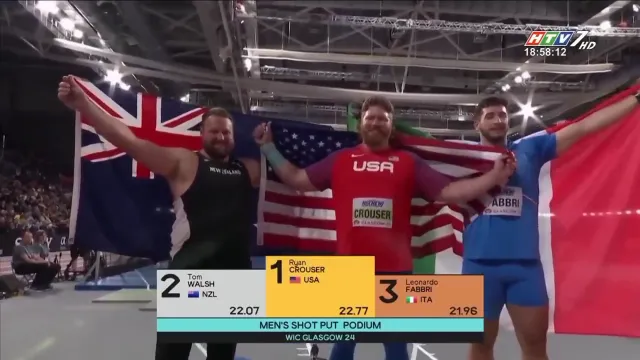 HTV7 HD
18:58:12
NEW ZEALAND
USA
CROUSER
ABBRI
2 Tom WALSH
NZL
22.07
1 Ryan CROUSER
USA
22.77
3 Leonardo FABBRI
ITA
21.96
MEN'S SHOT PUT PODIUM
WIC GLASGOW 24